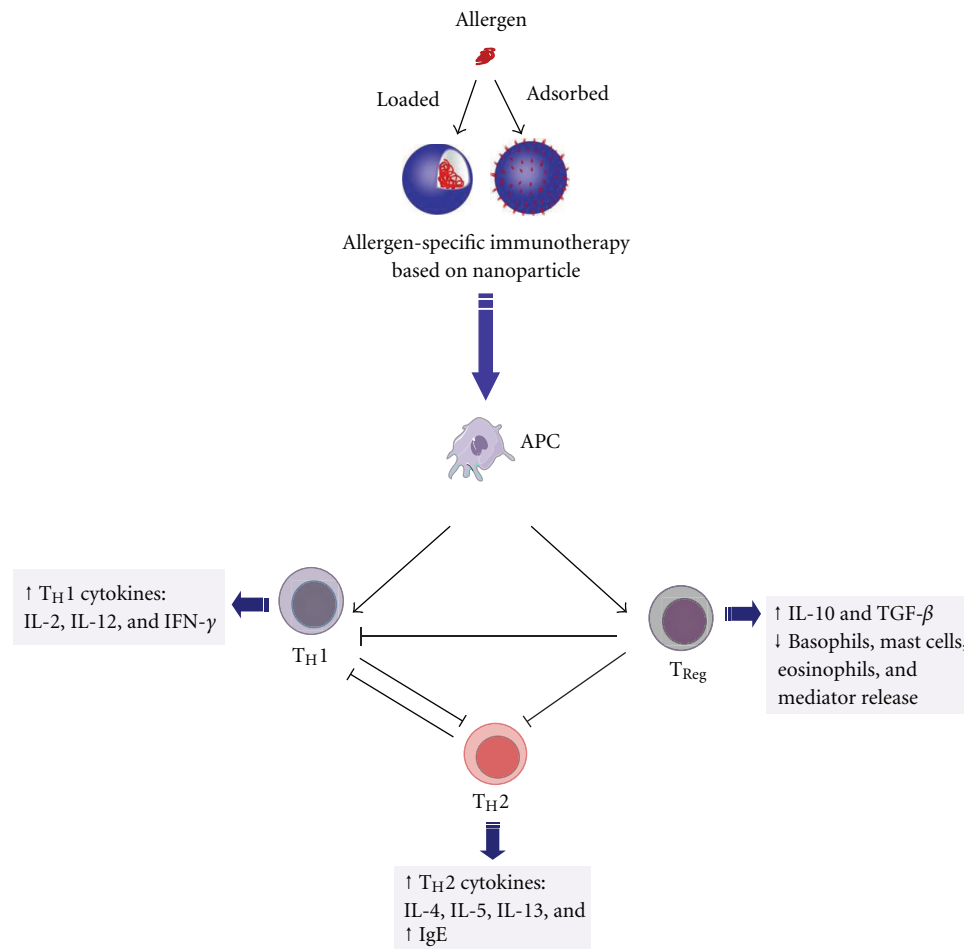 Allergen
Loaded
Adsorbed
Allergen-specific immunotherapy
based on nanoparticle
APC
↑ TH1 cytokines:
IL-2, IL-12, and IFN-γ
TH1
TReg
↑ IL-10 and TGF-β
↓ Basophils, mast cells,
eosinophils, and
mediator release
TH2
↑ TH2 cytokines:
IL-4, IL-5, IL-13, and
↑ IgE